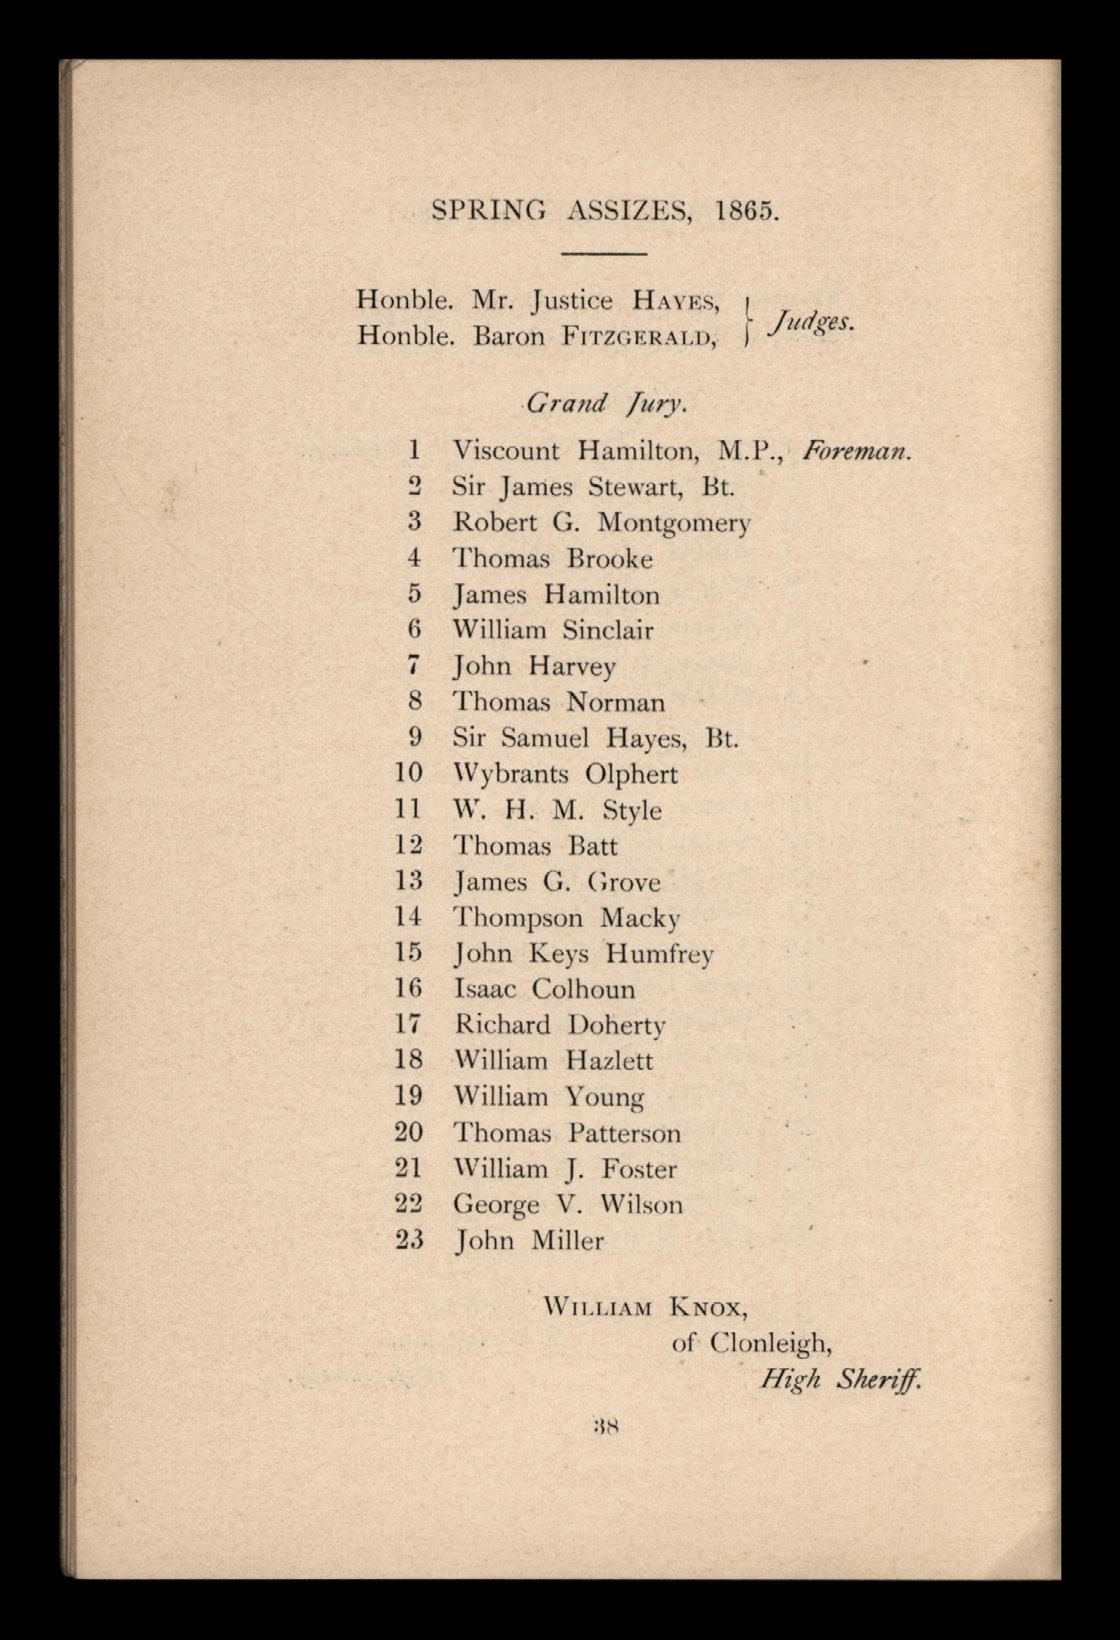 SPRING ASSIZES, 1865.
Honble. Mr. Justice HAYES,
Honble. Baron FITZGERALD,
} Judges.
Grand Jury.
1 Viscount Hamilton, M.P., Foreman.
2 Sir James Stewart, Bt.
3 Robert G. Montgomery
4 Thomas Brooke
5 James Hamilton
6 William Sinclair
7 John Harvey
8 Thomas Norman
9 Sir Samuel Hayes, Bt.
10 Wybrants Olphert
11 W. H. M. Style
12 Thomas Batt
13 James G. Grove
14 Thompson Macky
15 John Keys Humfrey
16 Isaac Colhoun
17 Richard Doherty
18 William Hazlett
19 William Young
20 Thomas Patterson
21 William J. Foster
22 George V. Wilson
23 John Miller
WILLIAM KNOX,
of Clonleigh,
High Sheriff.
38